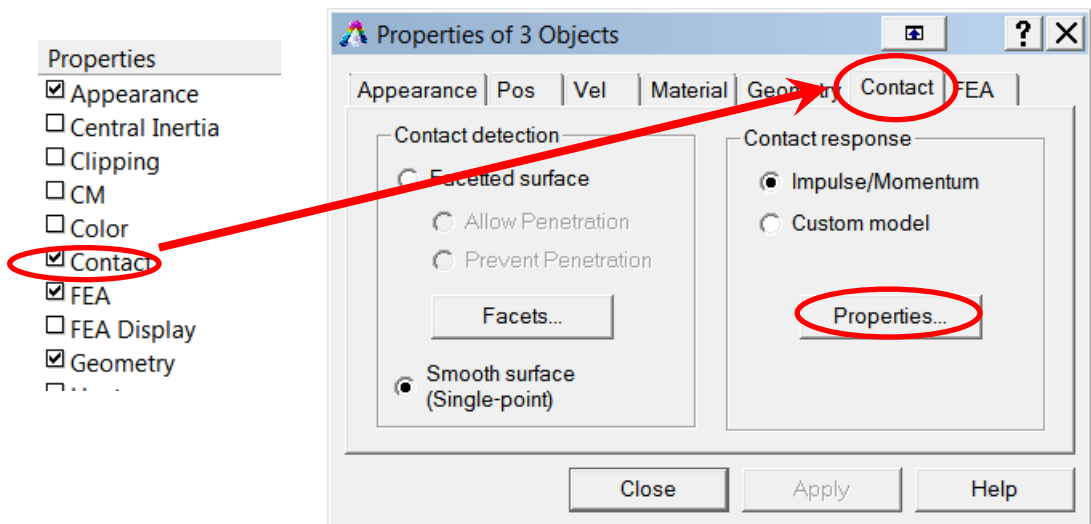 Properties
Appearance
Central Inertia
Clipping
CM
Color
Contact
FEA
FEA Display
Geometry
Properties of 3 Objects
?
Appearance
Pos
Vel
Material
Geometry
Contact
FEA
Contact detection
Facetted surface
Allow Penetration
Prevent Penetration
Facets...
Smooth surface
(Single-point)
Contact response
Impulse/Momentum
Custom model
Properties...
Close
Apply
Help